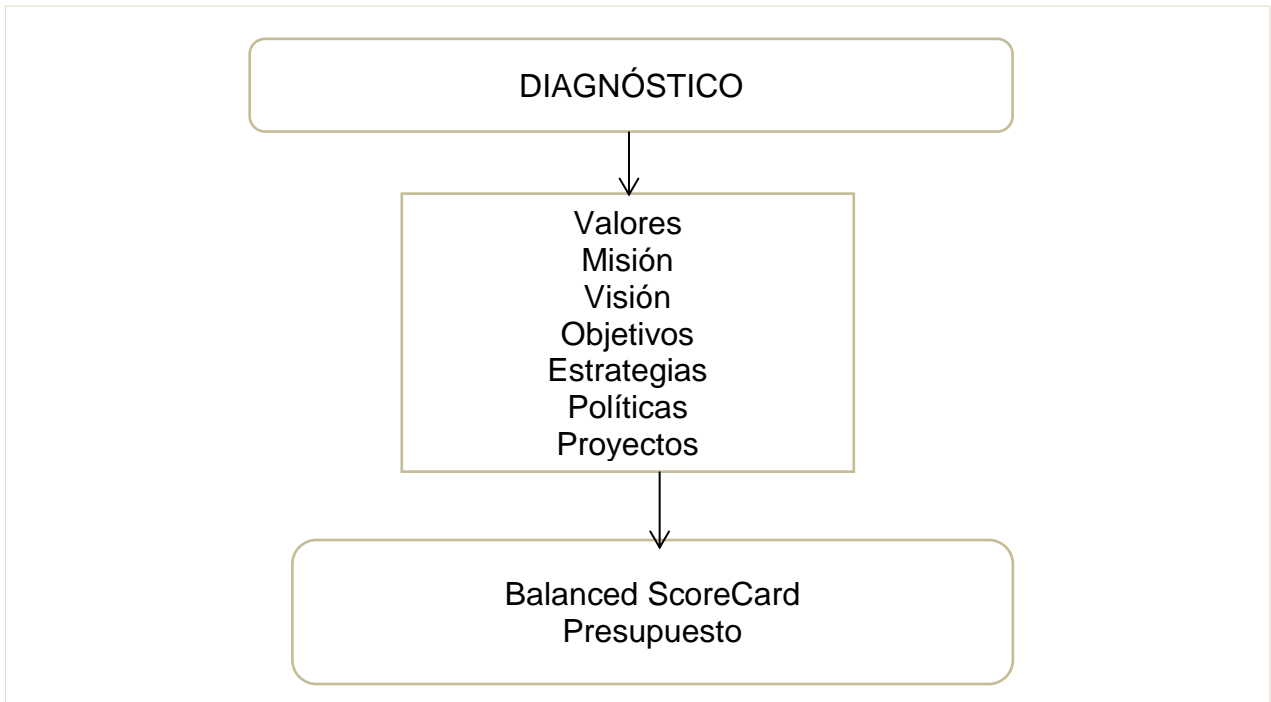 DIAGNÓSTICO
Valores
Misión
Visión
Objetivos
Estrategias
Políticas
Proyectos
Balanced ScoreCard
Presupuesto